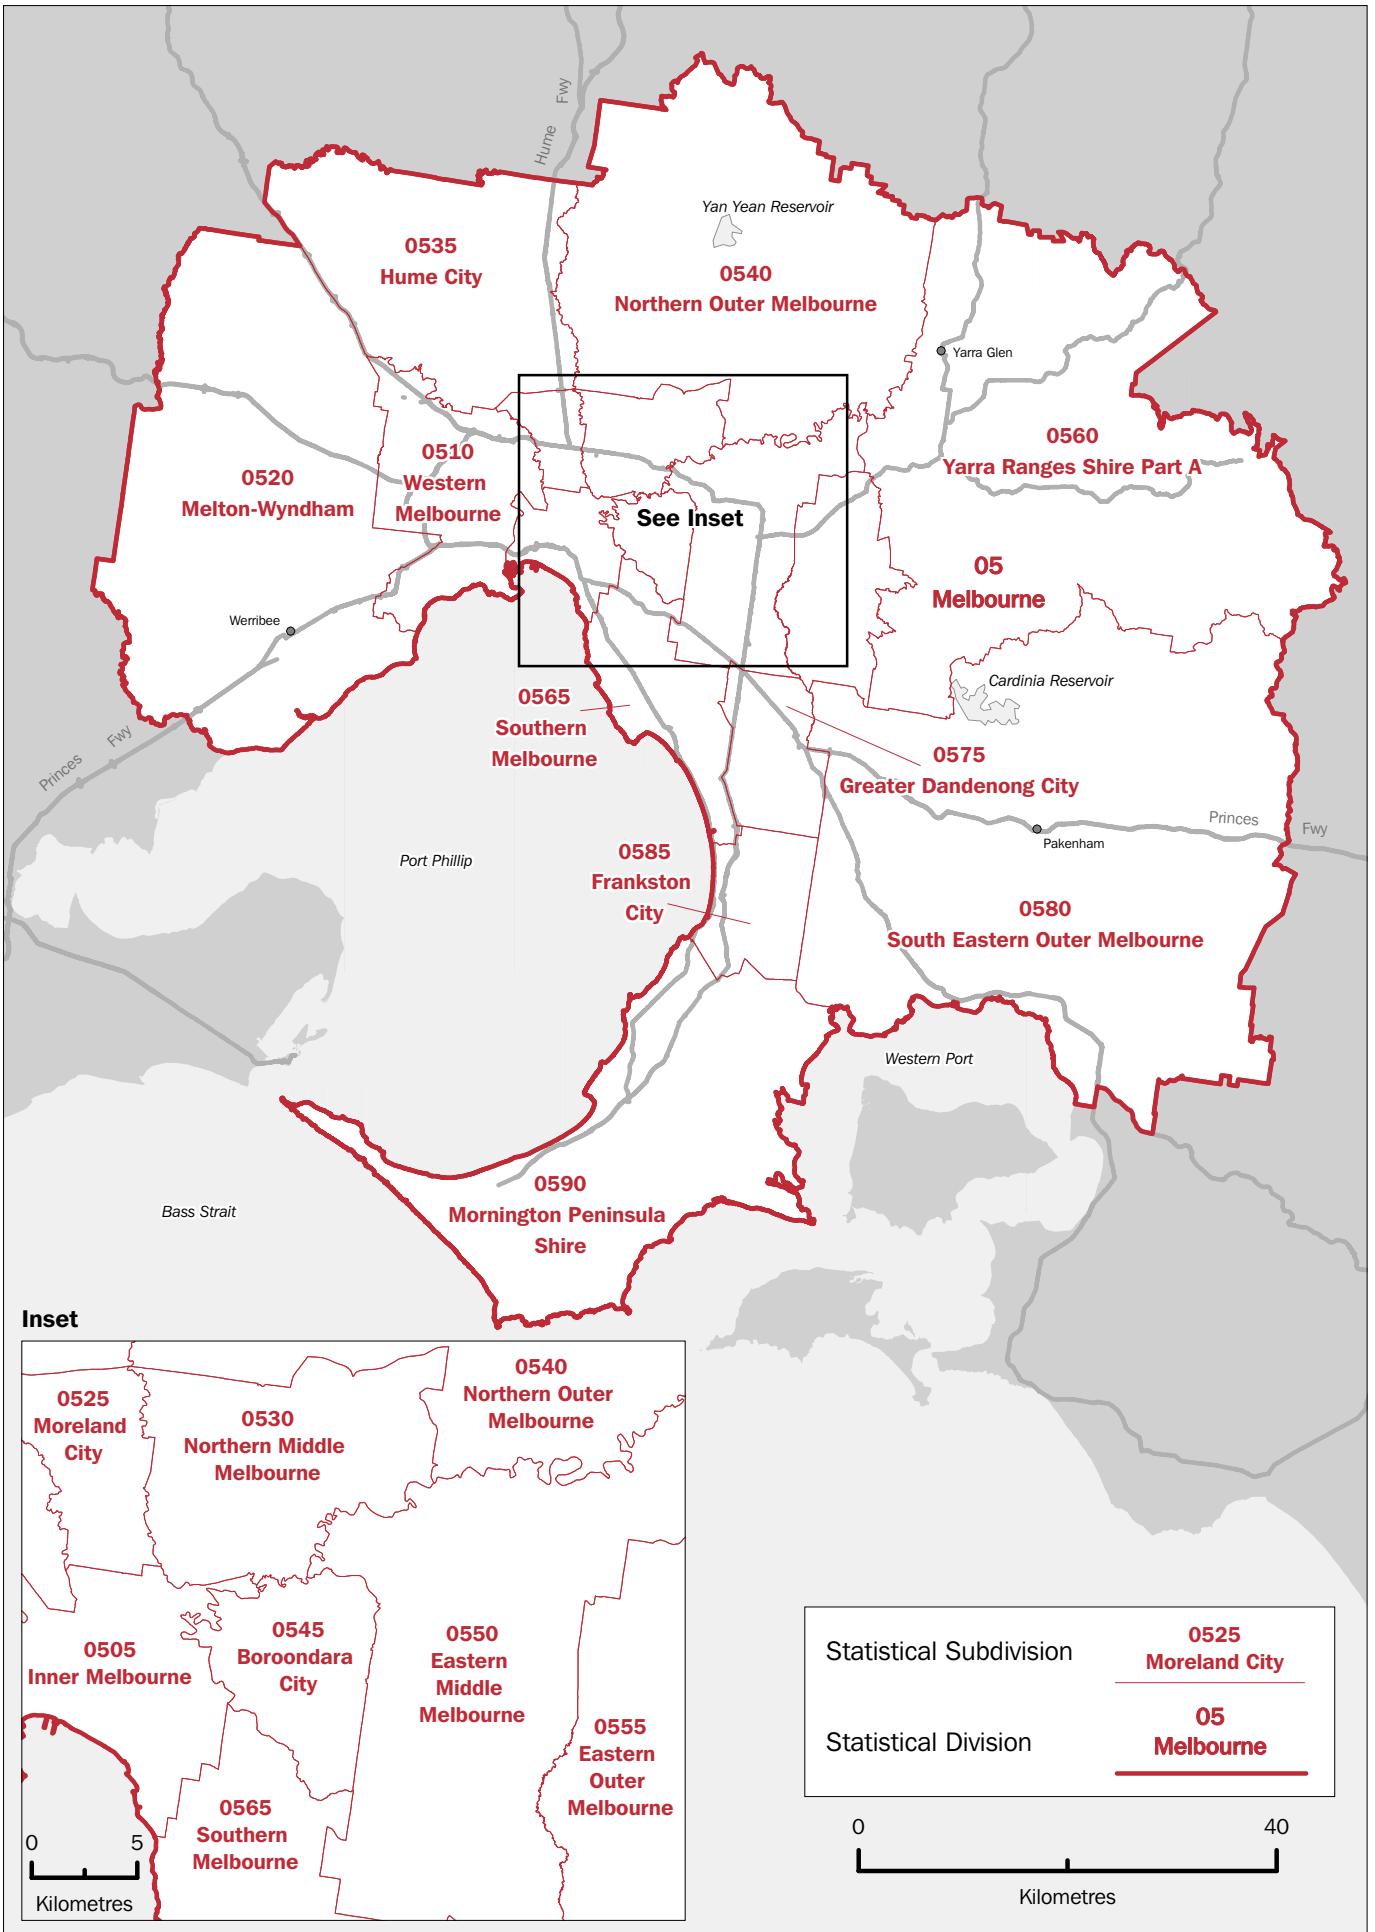 Hume Fwy
Yan Yean Reservoir
0535
Hume City
0540
Northern Outer Melbourne
Yarra Glen
0560
Yarra Ranges Shire Part A
0510
Western
Melbourne
0520
Melton-Wyndham
See Inset
05
Melbourne
Werribee
Cardinia Reservoir
0565
Southern
Melbourne
Princes Fwy
0575
Greater Dandenong City
Princes Fwy
Pakenham
Port Phillip
0585
Frankston
City
0580
South Eastern Outer Melbourne
Western Port
0590
Mornington Peninsula
Shire
Bass Strait
Inset
0540
Northern Outer
Melbourne
0525
Moreland
City
0530
Northern Middle
Melbourne
0505
Inner Melbourne
0545
Boroondara
City
0550
Eastern
Middle
Melbourne
0555
Eastern
Outer
Melbourne
0565
Southern
Melbourne
0 5
Kilometres
Statistical Subdivision
0525
Moreland City
Statistical Division
05
Melbourne
0 40
Kilometres